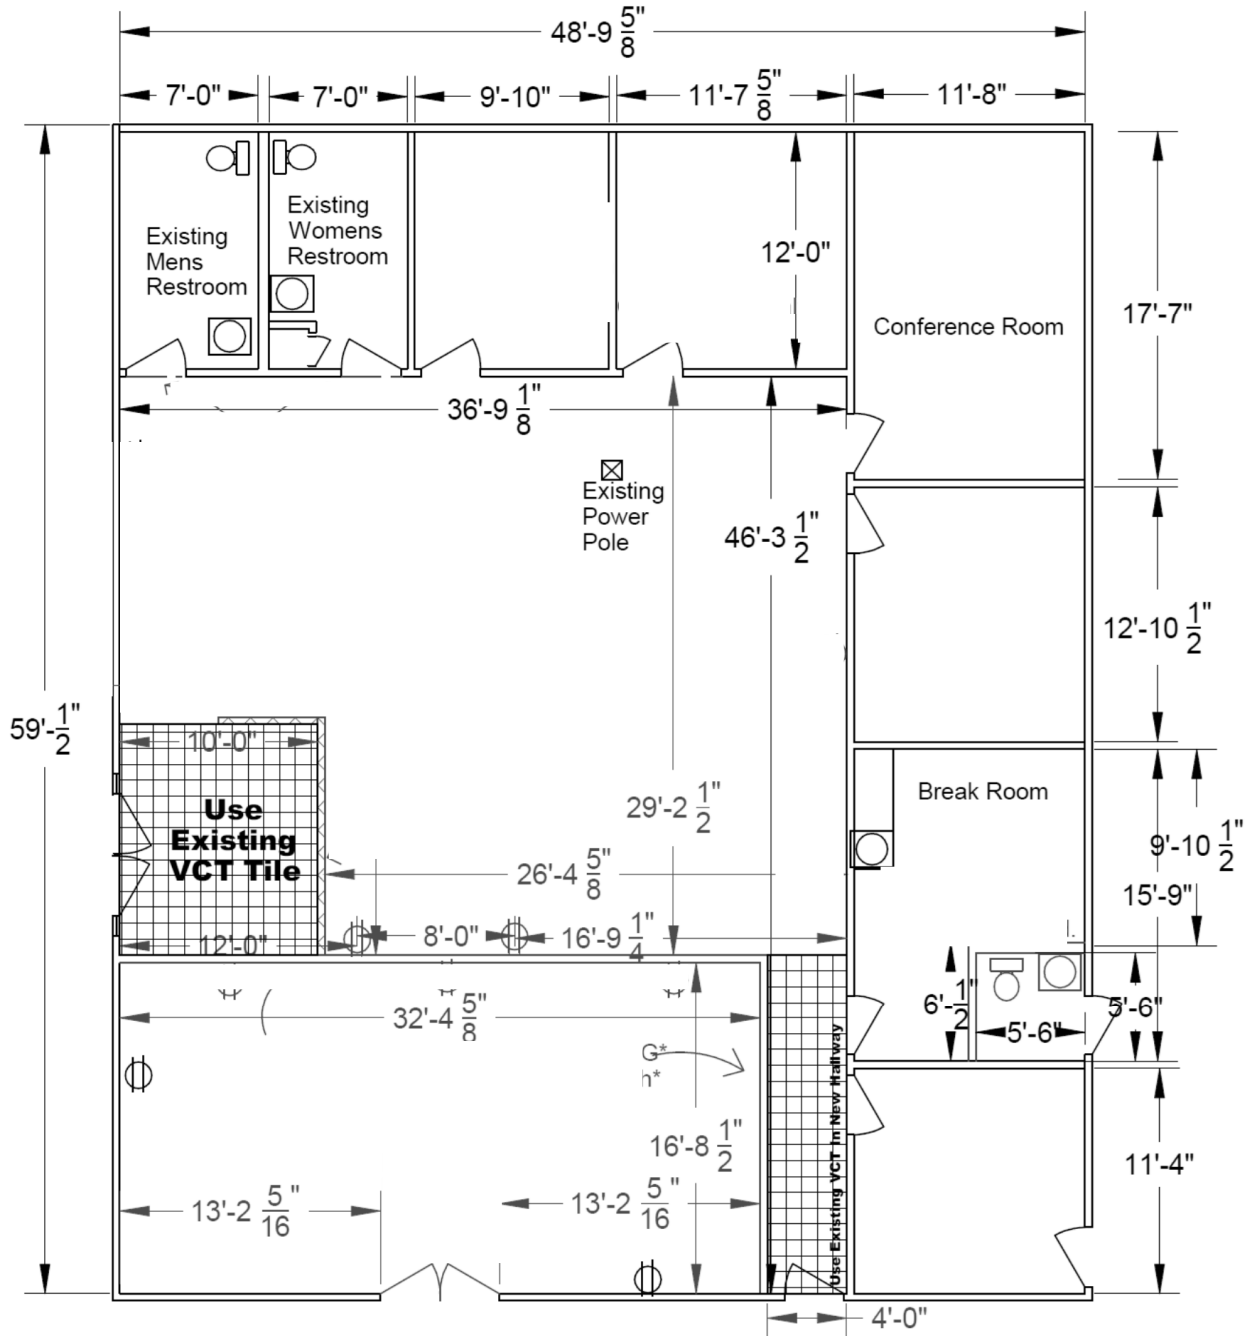 48'-9 5/8"
7'-0"
7'-0"
9'-10"
11'-7 5/8"
11'-8"
Existing
Mens
Restroom
Existing
Womens
Restroom
12'-0"
17'-7"
Conference Room
36'-9 1/8"
Existing
Power
Pole
46'-3 1/2"
12'-10 1/2"
59'-1/2"
10'-0"
Use
Existing
VCT Tile
29'-2 1/2"
Break Room
9'-10 1/2"
26'-4 5/8"
15'-9"
12'-0"
8'-0"
16'-9 1/4"
6'-1/2"
5'-6"
5'-6"
32'-4 5/8"
G*
h*
Use Existing VCT in New Hallway
16'-8 1/2"
13'-2 5/16"
13'-2 5/16"
11'-4"
4'-0"